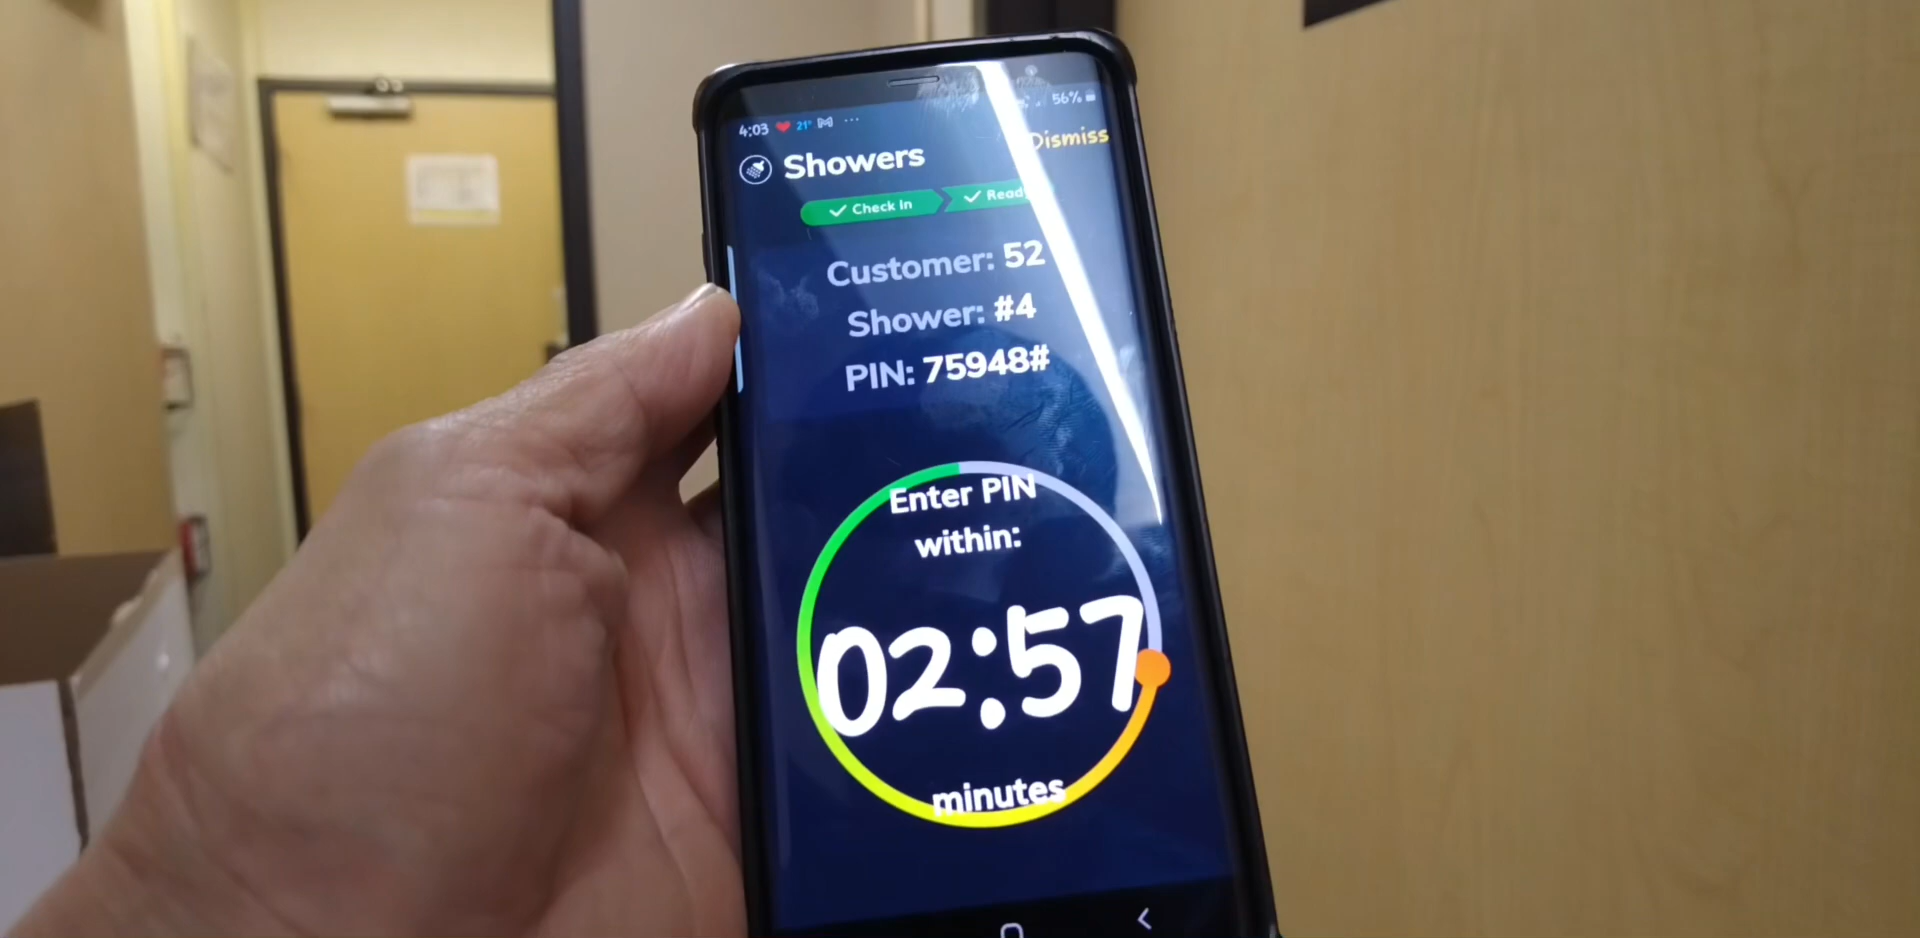 4:03 21° ... 56%
Dismiss
Showers
Check In Ready
Customer: 52
Shower: #4
PIN: 75948#
Enter PIN
within:
02:57
minutes